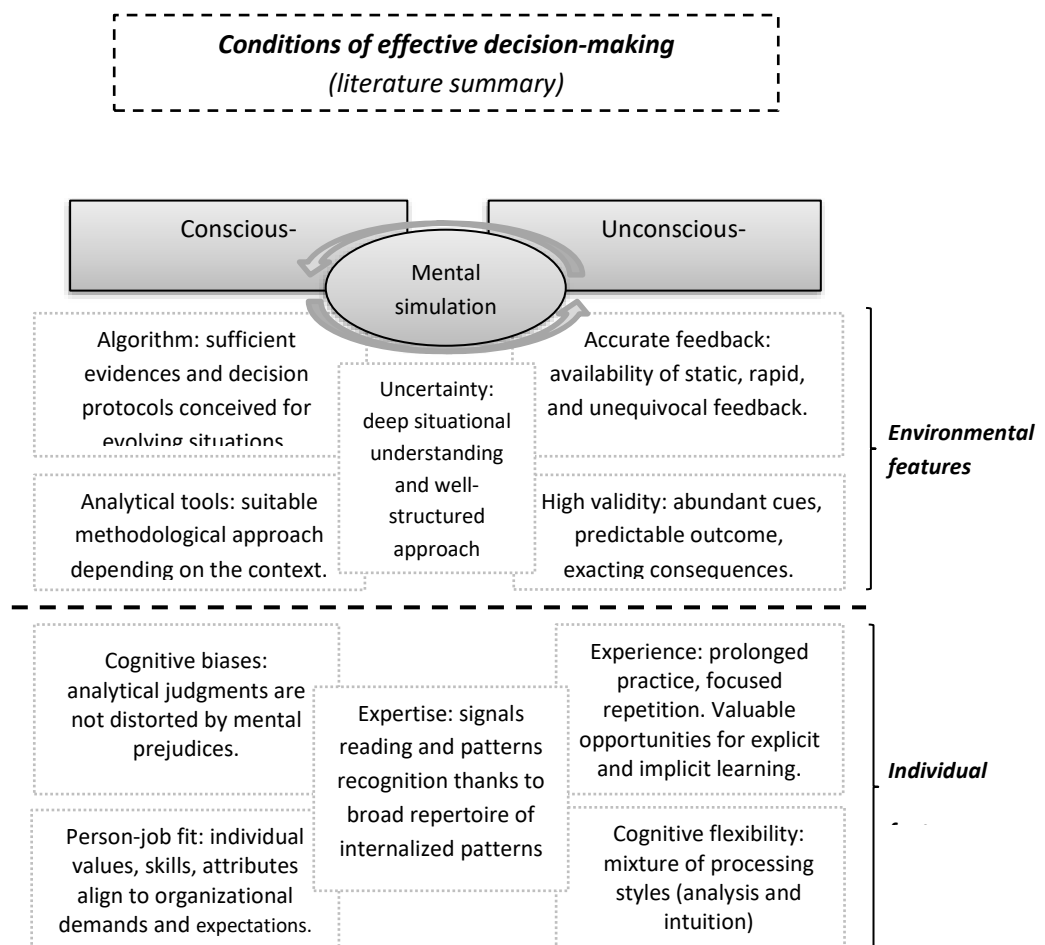 Conditions of effective decision-making
(literature summary)
Conscious-
Unconscious-
Mental
simulation
Algorithm: sufficient
evidences and decision
protocols conceived for
evolving situations
Uncertainty:
deep situational
understanding
and well-
structured
approach
Accurate feedback:
availability of static, rapid,
and unequivocal feedback.
Environmental
features
Analytical tools: suitable
methodological approach
depending on the context.
High validity: abundant cues,
predictable outcome,
exacting consequences.
Cognitive biases:
analytical judgments are
not distorted by mental
prejudices.
Expertise: signals
reading and patterns
recognition thanks to
broad repertoire of
internalized patterns
Experience: prolonged
practice, focused
repetition. Valuable
opportunities for explicit
and implicit learning.
Individual
Person-job fit: individual
values, skills, attributes
align to organizational
demands and expectations.
Cognitive flexibility:
mixture of processing
styles (analysis and
intuition)